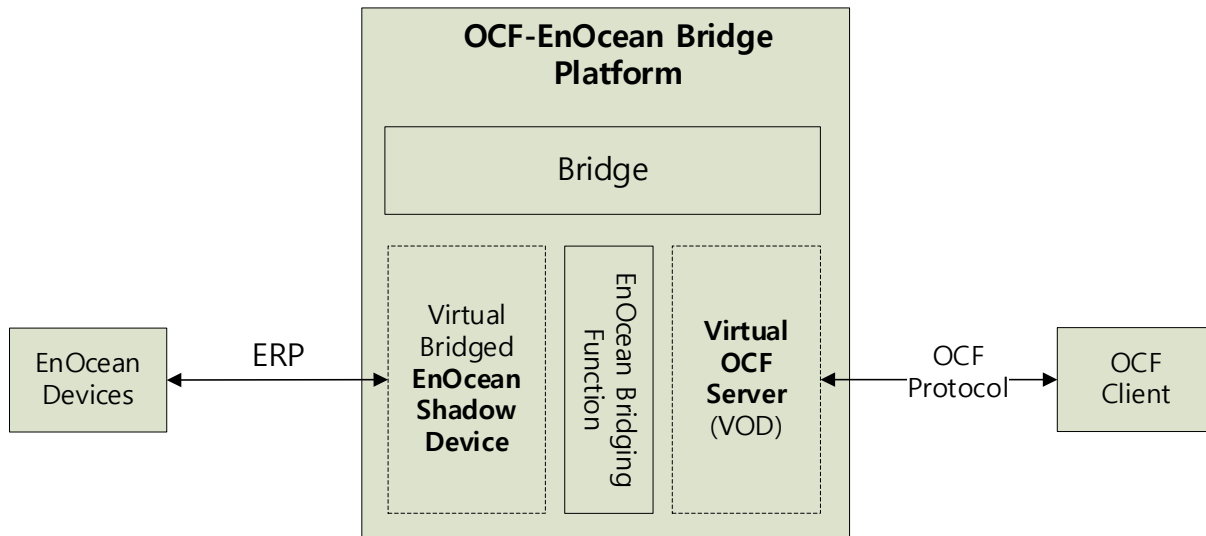 OCF-EnOcean Bridge
Platform
Bridge
EnOcean
Devices
ERP
Virtual
Bridged
EnOcean
Shadow
Device
EnOcean Bridging
Function
Virtual
OCF
Server
(VOD)
OCF
Protocol
OCF
Client